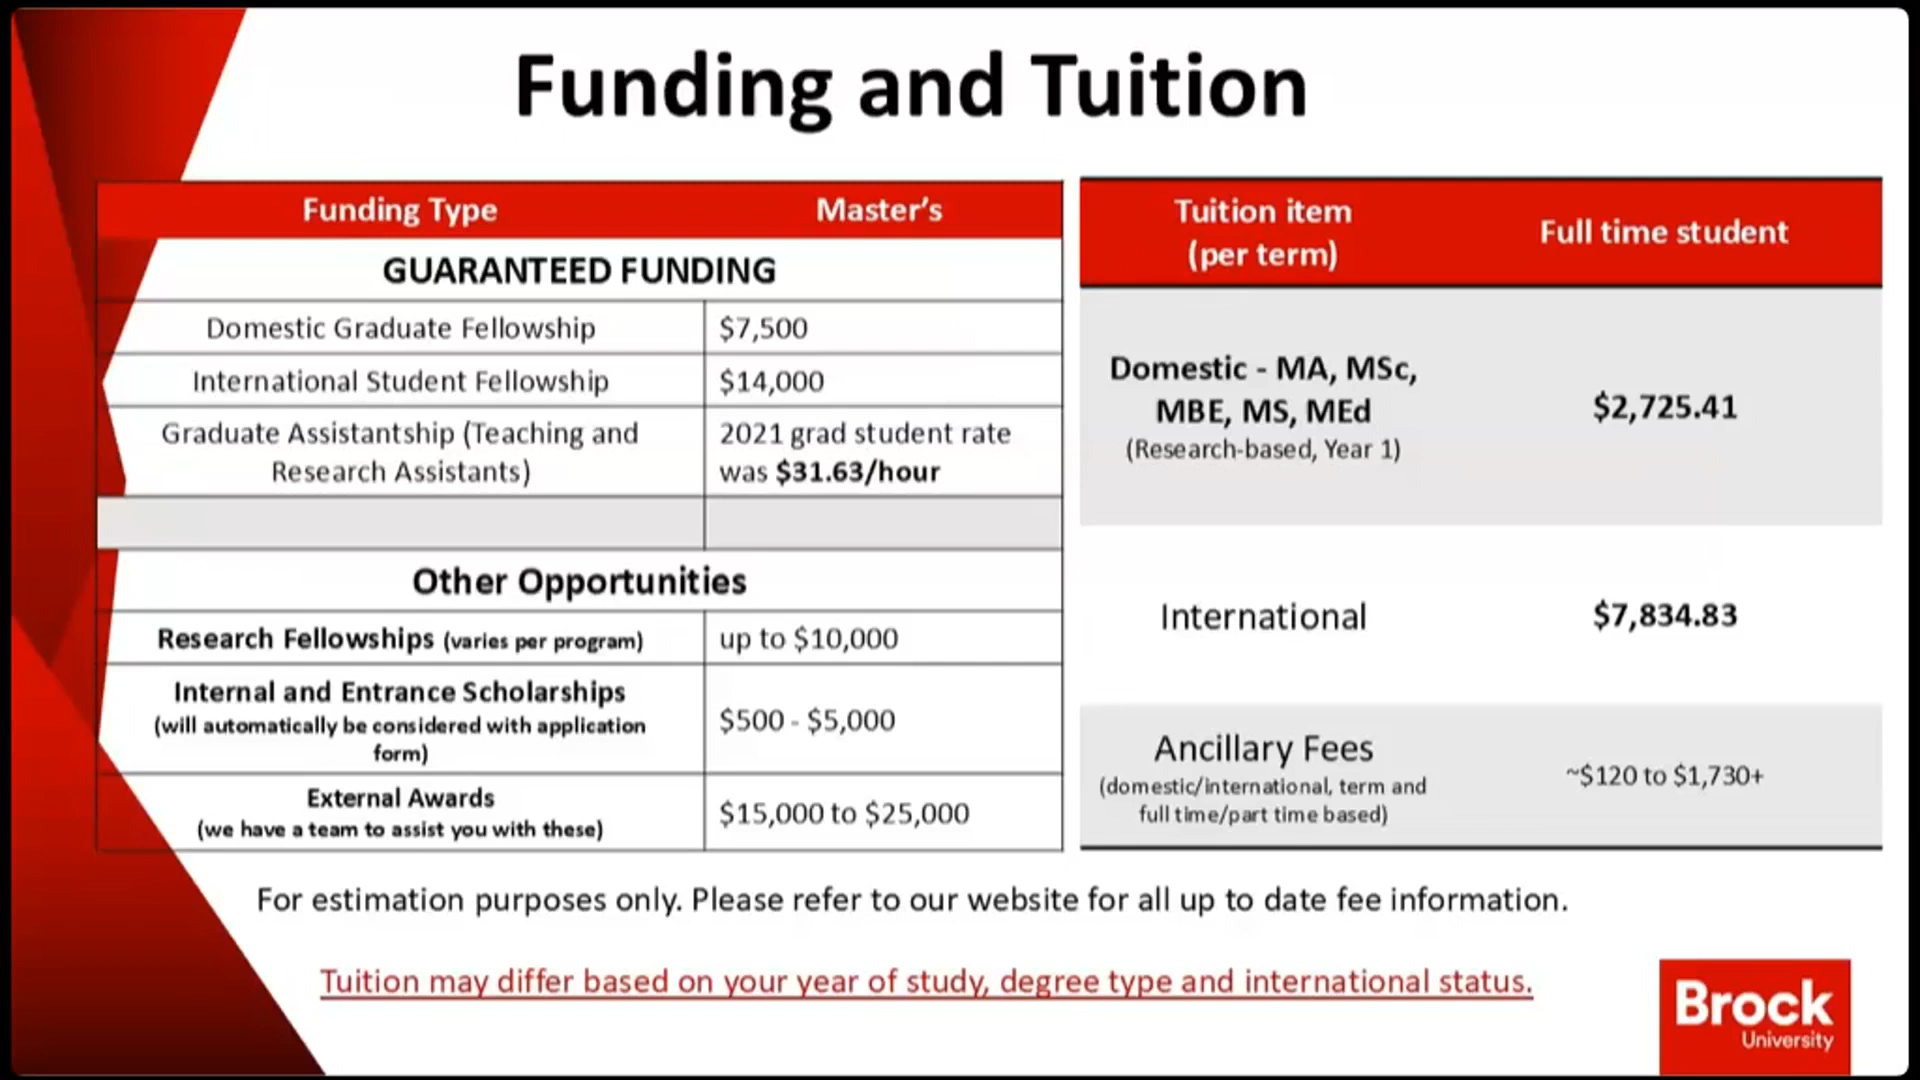 Funding and Tuition
Funding Type Master's
GUARANTEED FUNDING
Domestic Graduate Fellowship $7,500
International Student Fellowship $14,000
Graduate Assistantship (Teaching and
Research Assistants)
2021 grad student rate
was $31.63/hour
Other Opportunities
Research Fellowships (varies per program) up to $10,000
Internal and Entrance Scholarships
(will automatically be considered with application
form)
$500 - $5,000
External Awards
(we have a team to assist you with these)
$15,000 to $25,000
Tuition item
(per term)
Full time student
Domestic - MA, MSc,
MBE, MS, MEd
(Research-based, Year 1)
$2,725.41
International $7,834.83
Ancillary Fees
(domestic/international, term and
full time/part time based)
~$120 to $1,730+
For estimation purposes only. Please refer to our website for all up to date fee information.
Tuition may differ based on your year of study, degree type and international status.
Brock
University